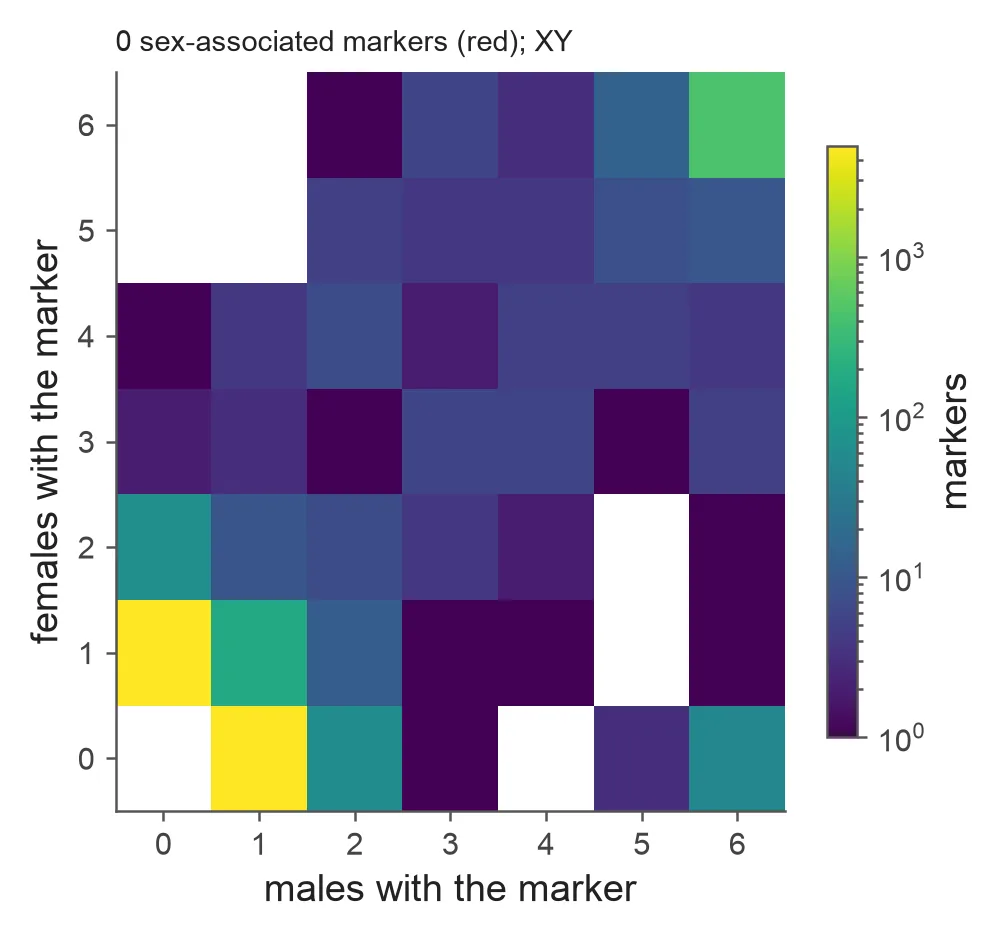 0 sex-associated markers (red); XY
females with the marker
6
5
4
3
2
1
0
0 1 2 3 4 5 6
males with the marker
10³
10²
10¹
10⁰
markers